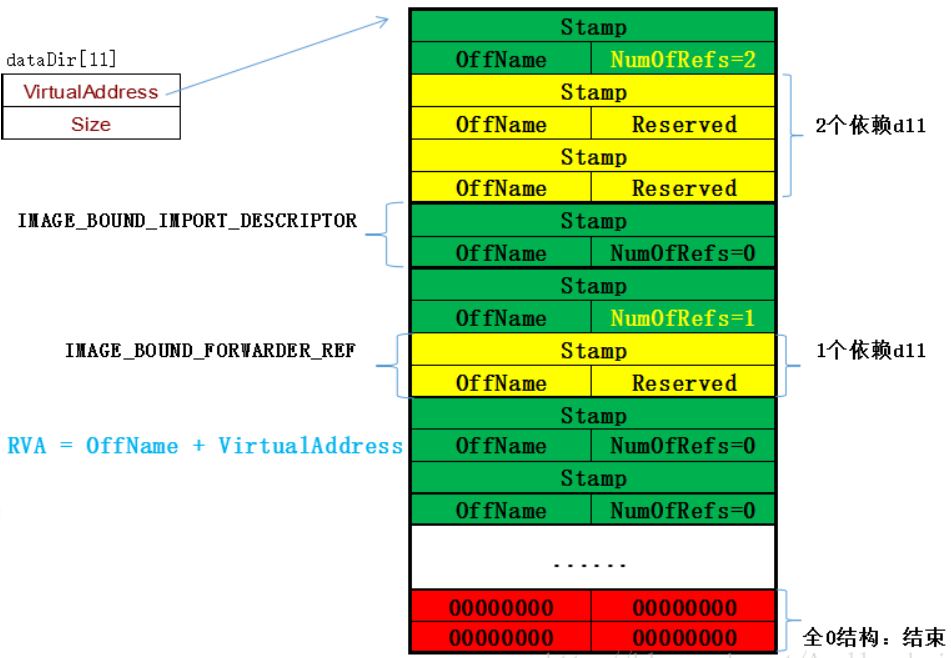 Stamp
dataDir[11]
OffName NumOfRefs=2
VirtualAddress
Stamp
Size
OffName Reserved
2个依赖dll
Stamp
OffName Reserved
IMAGE_BOUND_IMPORT_DESCRIPTOR
Stamp
OffName NumOfRefs=0
Stamp
OffName NumOfRefs=1
IMAGE_BOUND_FORWARDER_REF
Stamp
1个依赖dll
OffName Reserved
Stamp
RVA = OffName + VirtualAddress
OffName NumOfRefs=0
Stamp
OffName NumOfRefs=0
......
00000000 00000000
00000000 00000000
全0结构：结束